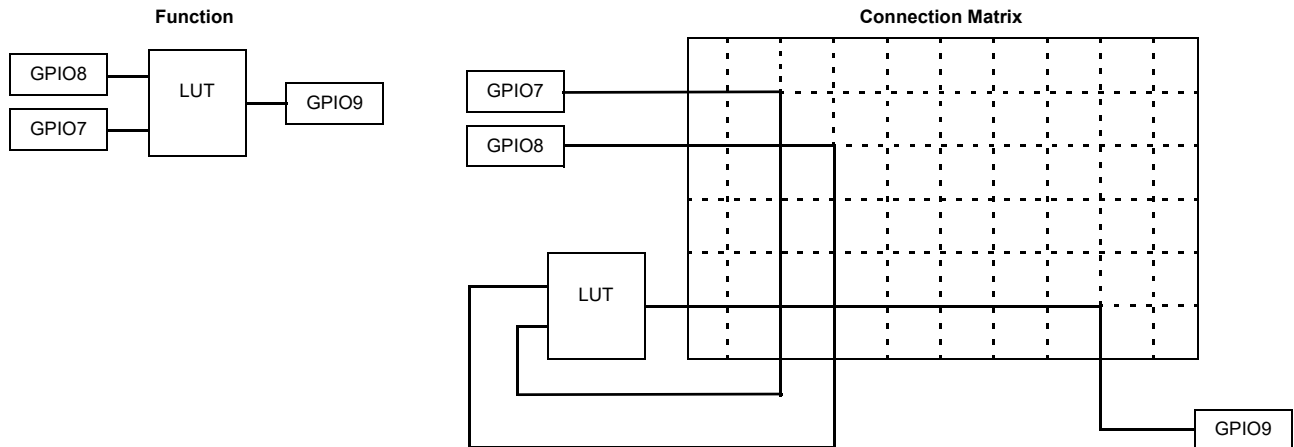 Function
GPIO8
GPIO7
LUT
GPIO9
Connection Matrix
GPIO7
GPIO8
LUT
GPIO9